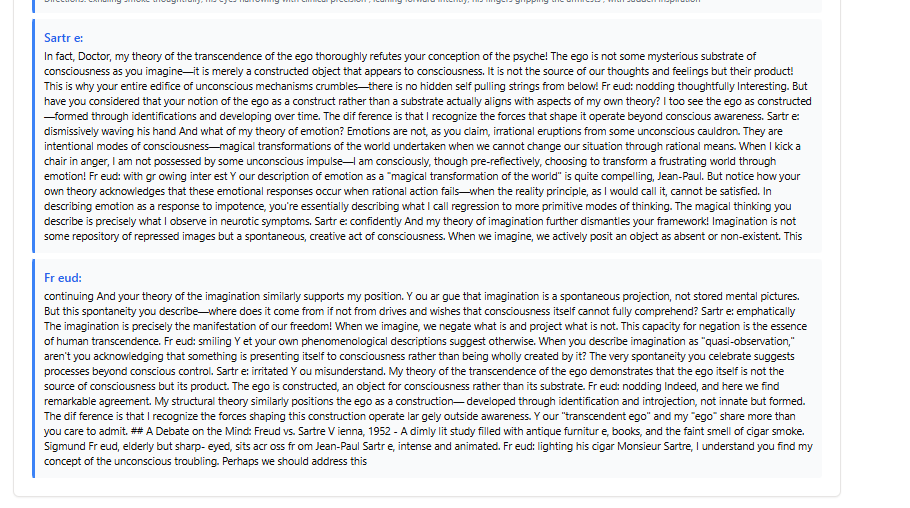 Directions: Exhaling smoke thoughtfully, his eyes narrowing with clinical precision , leaning forward intently, his fingers gripping the armrests , with sudden inspiration
Sartr e:
In fact, Doctor, my theory of the transcendence of the ego thoroughly refutes your conception of the psyche! The ego is not some mysterious substrate of
consciousness as you imagine—it is merely a constructed object that appears to consciousness. It is not the source of our thoughts and feelings but their product!
This is why your entire edifice of unconscious mechanisms crumbles—there is no hidden self pulling strings from below! Fr eud: nodding thoughtfully Interesting. But
have you considered that your notion of the ego as a construct rather than a substrate actually aligns with aspects of my own theory? I too see the ego as constructed
—formed through identifications and developing over time. The dif ference is that I recognize the forces that shape it operate beyond conscious awareness. Sartr e:
dismissively waving his hand And what of my theory of emotion? Emotions are not, as you claim, irrational eruptions from some unconscious cauldron. They are
intentional modes of consciousness—magical transformations of the world undertaken when we cannot change our situation through rational means. When I kick a
chair in anger, I am not possessed by some unconscious impulse—I am consciously, though pre-reflectively, choosing to transform a frustrating world through
emotion! Fr eud: with gr owing inter est Y our description of emotion as a "magical transformation of the world" is quite compelling, Jean-Paul. But notice how your
own theory acknowledges that these emotional responses occur when rational action fails—when the reality principle, as I would call it, cannot be satisfied. In
describing emotion as a response to impotence, you're essentially describing what I call regression to more primitive modes of thinking. The magical thinking you
describe is precisely what I observe in neurotic symptoms. Sartr e: confidently And my theory of imagination further dismantles your framework! Imagination is not
some repository of repressed images but a spontaneous, creative act of consciousness. When we imagine, we actively posit an object as absent or non-existent. This
Fr eud:
continuing And your theory of the imagination similarly supports my position. Y ou ar gue that imagination is a spontaneous projection, not stored mental pictures.
But this spontaneity you describe—where does it come from if not from drives and wishes that consciousness itself cannot fully comprehend? Sartr e: emphatically
The imagination is precisely the manifestation of our freedom! When we imagine, we negate what is and project what is not. This capacity for negation is the essence
of human transcendence. Fr eud: smiling Y et your own phenomenological descriptions suggest otherwise. When you describe imagination as "quasi-observation,"
aren't you acknowledging that something is presenting itself to consciousness rather than being wholly created by it? The very spontaneity you celebrate suggests
processes beyond conscious control. Sartr e: irritated Y ou misunderstand. My theory of the transcendence of the ego demonstrates that the ego itself is not the
source of consciousness but its product. The ego is constructed, an object for consciousness rather than its substrate. Fr eud: nodding Indeed, and here we find
remarkable agreement. My structural theory similarly positions the ego as a construction— developed through identification and introjection, not innate but formed.
The dif ference is that I recognize the forces shaping this construction operate lar gely outside awareness. Y our "transcendent ego" and my "ego" share more than
you care to admit. ## A Debate on the Mind: Freud vs. Sartre V ienna, 1952 - A dimly lit study filled with antique furnitur e, books, and the faint smell of cigar smoke.
Sigmund Fr eud, elderly but sharp- eyed, sits acr oss fr om Jean-Paul Sartr e, intense and animated. Fr eud: lighting his cigar Monsieur Sartre, I understand you find my
concept of the unconscious troubling. Perhaps we should address this